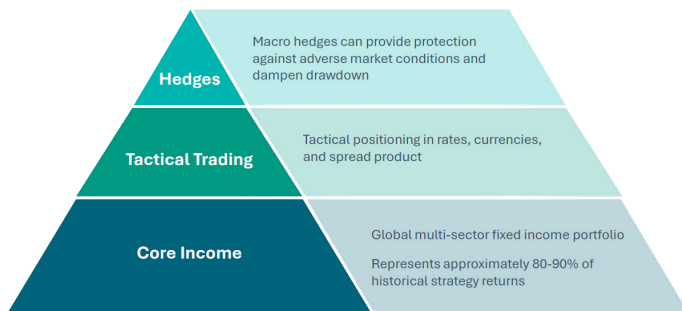 Hedges
Macro hedges can provide protection
against adverse market conditions and
dampen drawdown
Tactical Trading
Tactical positioning in rates, currencies,
and spread product
Core Income
Global multi-sector fixed income portfolio
Represents approximately 80-90% of
historical strategy returns